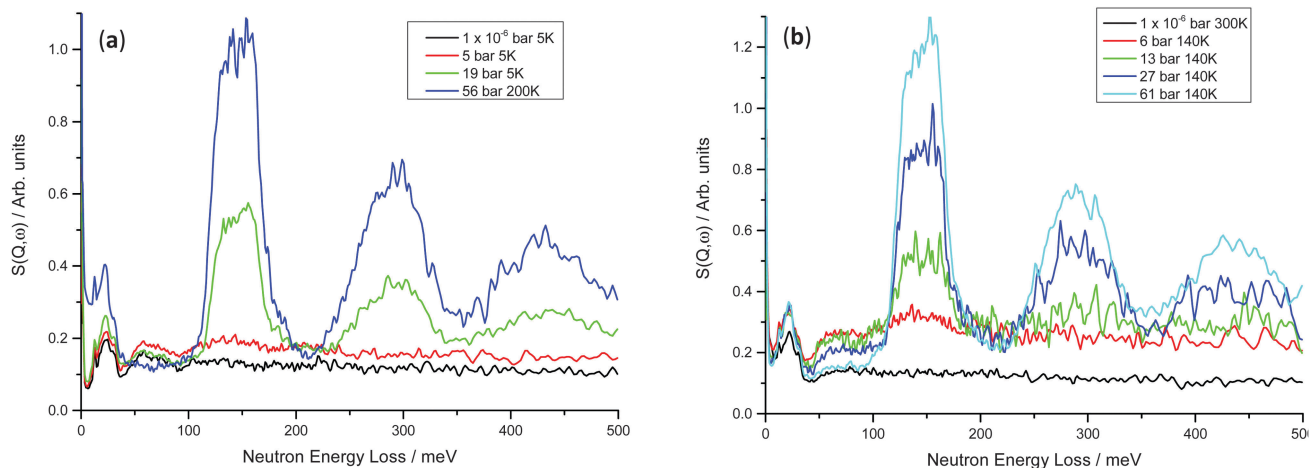 (a)
1 x 10⁻⁶ bar 5K
5 bar 5K
19 bar 5K
56 bar 200K
1.0
0.8
0.6
0.4
0.2
0.0
S(Q,ω) / Arb. units
0 100 200 300 400 500
Neutron Energy Loss / meV
(b)
1 x 10⁻⁶ bar 300K
6 bar 140K
13 bar 140K
27 bar 140K
61 bar 140K
1.2
1.0
0.8
0.6
0.4
0.2
0.0
S(Q,ω) / Arb. units
0 100 200 300 400 500
Neutron Energy Loss / meV